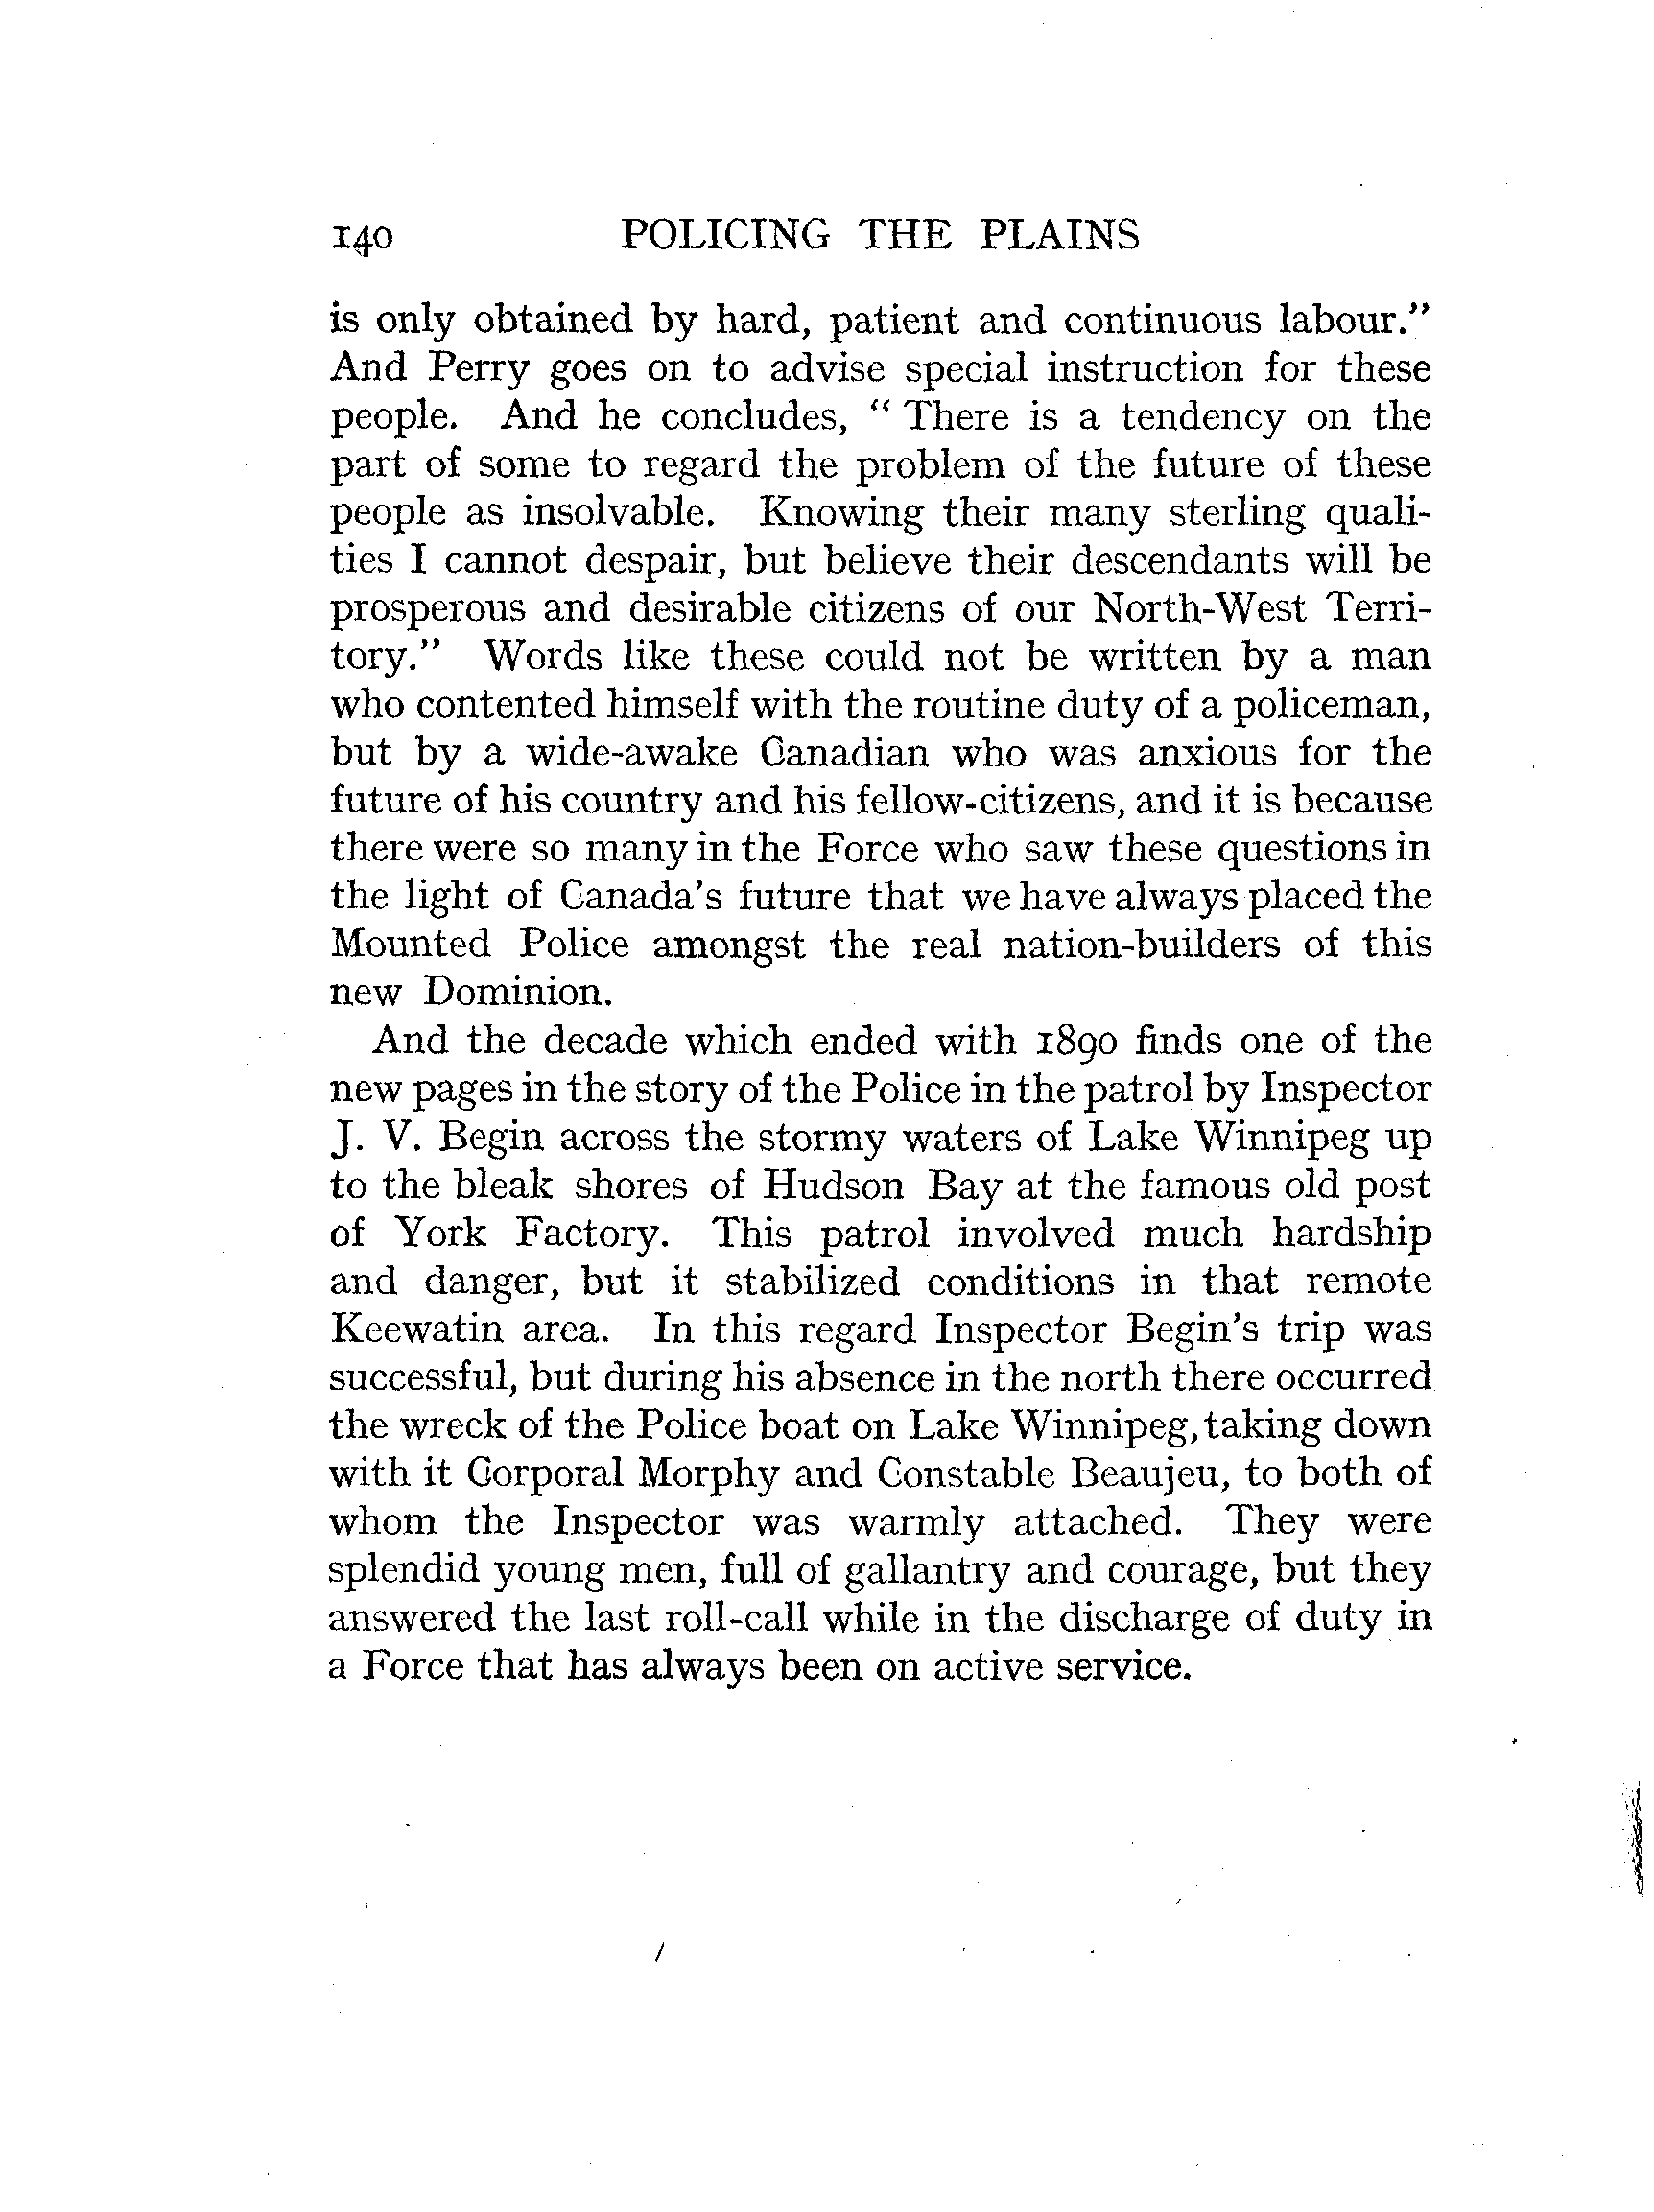 140 POLICING THE PLAINS
is only obtained by hard, patient and continuous labour."
And Perry goes on to advise special instruction for these
people. And he concludes, " There is a tendency on the
part of some to regard the problem of the future of these
people as insolvable. Knowing their many sterling quali-
ties I cannot despair, but believe their descendants will be
prosperous and desirable citizens of our North-West Terri-
tory." Words like these could not be written by a man
who contented himself with the routine duty of a policeman,
but by a wide-awake Canadian who was anxious for the
future of his country and his fellow-citizens, and it is because
there were so many in the Force who saw these questions in
the light of Canada's future that we have always placed the
Mounted Police amongst the real nation-builders of this
new Dominion.
And the decade which ended with 1890 finds one of the
new pages in the story of the Police in the patrol by Inspector
J. V. Begin across the stormy waters of Lake Winnipeg up
to the bleak shores of Hudson Bay at the famous old post
of York Factory. This patrol involved much hardship
and danger, but it stabilized conditions in that remote
Keewatin area. In this regard Inspector Begin's trip was
successful, but during his absence in the north there occurred
the wreck of the Police boat on Lake Winnipeg, taking down
with it Corporal Morphy and Constable Beaujeu, to both of
whom the Inspector was warmly attached. They were
splendid young men, full of gallantry and courage, but they
answered the last roll-call while in the discharge of duty in
a Force that has always been on active service.